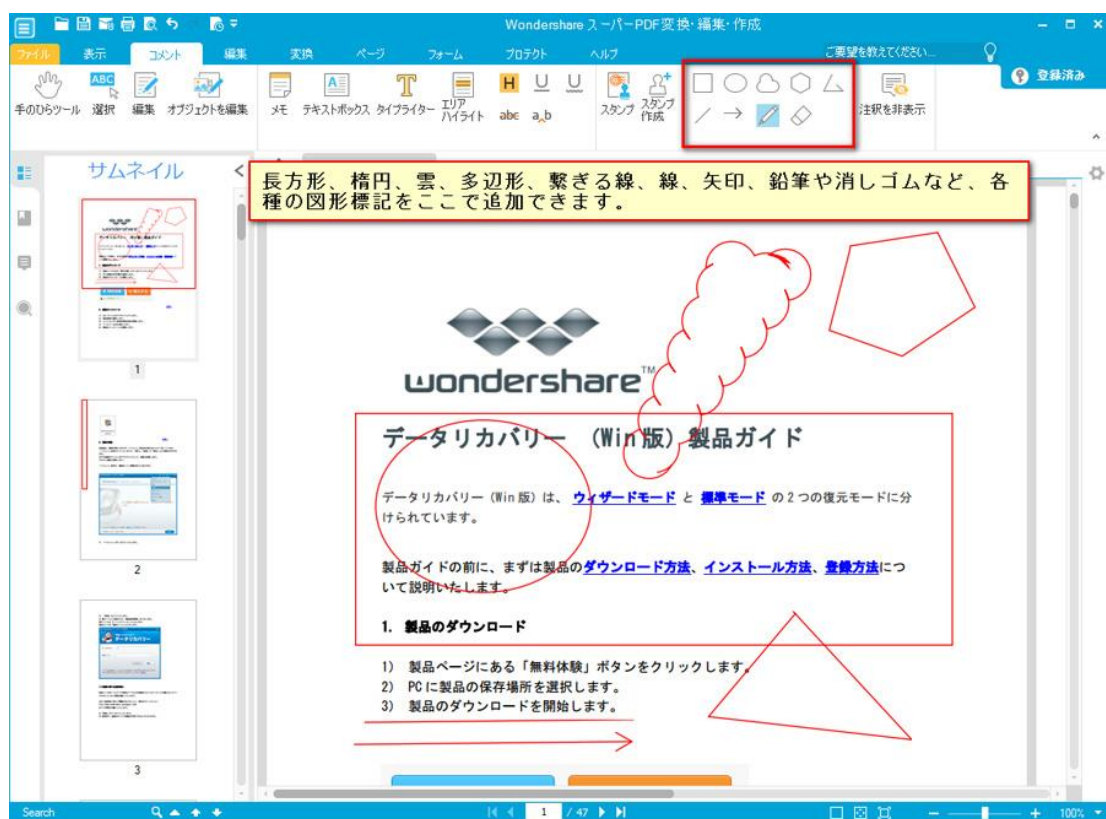 Wondershare スーパーPDF変換・編集・作成
ファイル 表示 コメント 編集 変換 ページ フォーム プロテクト ヘルプ ご要望を教えてください...
登録済み
手のひらツール 選択 編集 オブジェクトを編集 メモ テキストボックス タイプライター エリアハイライト スタンプ スタンプ作成 注釈を非表示
ABC A T H U U
abc a‸b
サムネイル <
長方形、楕円、雲、多辺形、繋ぎる線、線、矢印、鉛筆や消しゴムなど、各
種の図形標記をここで追加できます。
wondershare™
データリカバリー （Win版）製品ガイド
データリカバリー（Win版）は、 ウィザードモード と 標準モード の2つの復元モードに分
けられています。
製品ガイドの前に、まずは製品のダウンロード方法、インストール方法、登録方法につ
いて説明いたします。
1. 製品のダウンロード
1) 製品ページにある「無料体験」ボタンをクリックします。
2) PCに製品の保存場所を選択します。
3) 製品のダウンロードを開始します。
1
2
3
Search 1 / 47 100%